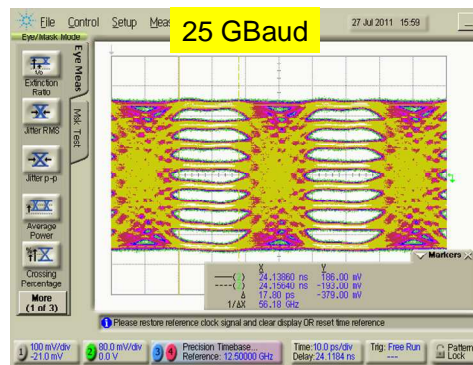 File Control Setup Meas
25 GBaud
27 Jul 2011 15:59
Eye/Mask Mode
Eye Meas
Msk Test
Extinction
Ratio
Jitter RMS
Jitter p-p
Average
Power
Crossing
Percentage
More
(1 of 3)
Markers X
X Y
24.13860 ns 186.00 mV
24.15640 ns -193.00 mV
Δ 17.80 ps -379.00 mV
1/ΔX 56.18 GHz
Please restore reference clock signal and clear display OR reset time reference
1 100 mV/div
-21.0 mV
2 80.0 mV/div
0.0 V
3 4 Precision Timebase...
Reference: 12.50000 GHz
Time:10.0 ps/div
Delay:24.1184 ns
Trig: Free Run
---
Pattern
Lock